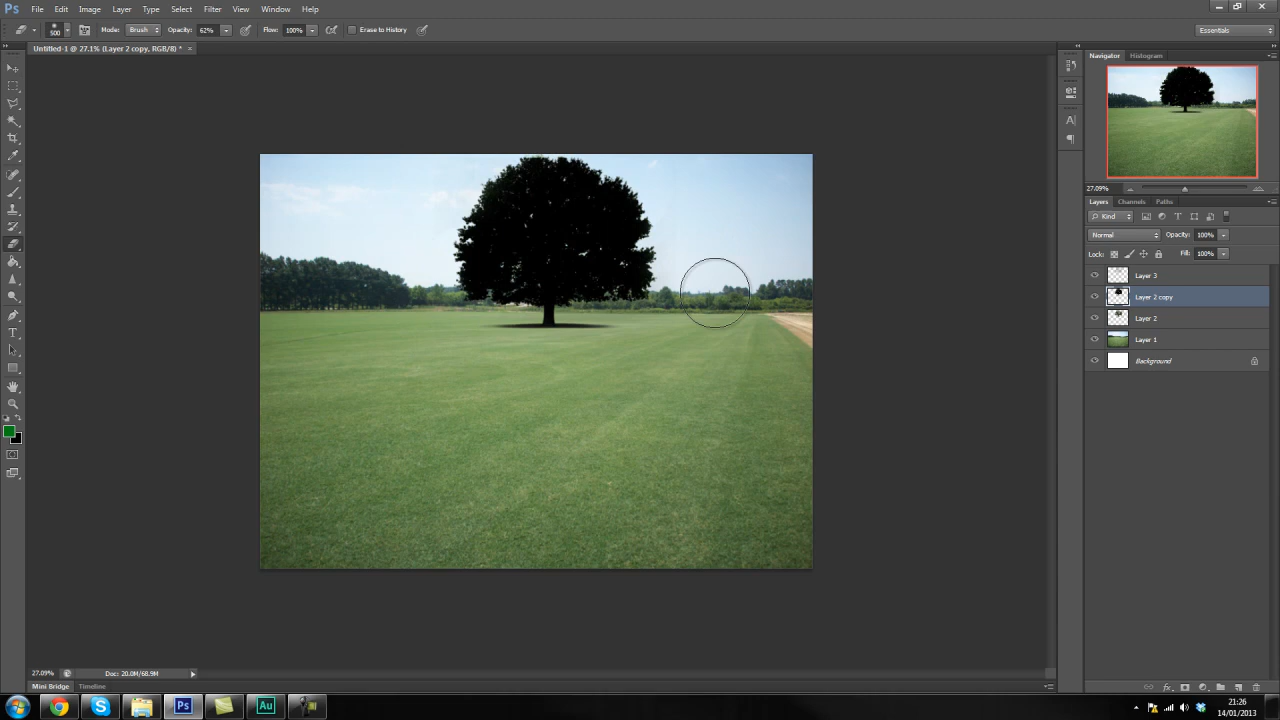 Ps File Edit Image Layer Type Select Filter View Window Help
500 Mode: Brush Opacity: 62% Flow: 100% Erase to History Essentials
Untitled-1 @ 27.1% (Layer 2 copy, RGB/8) * ×
Navigator Histogram
27.09%
Layers Channels Paths
Kind
Normal Opacity: 100%
Lock: Fill: 100%
Layer 3
Layer 2 copy
Layer 2
Layer 1
Background
27.09% Doc: 20.0M/68.9M
Mini Bridge Timeline
Ps Au
21:26
14/01/2013